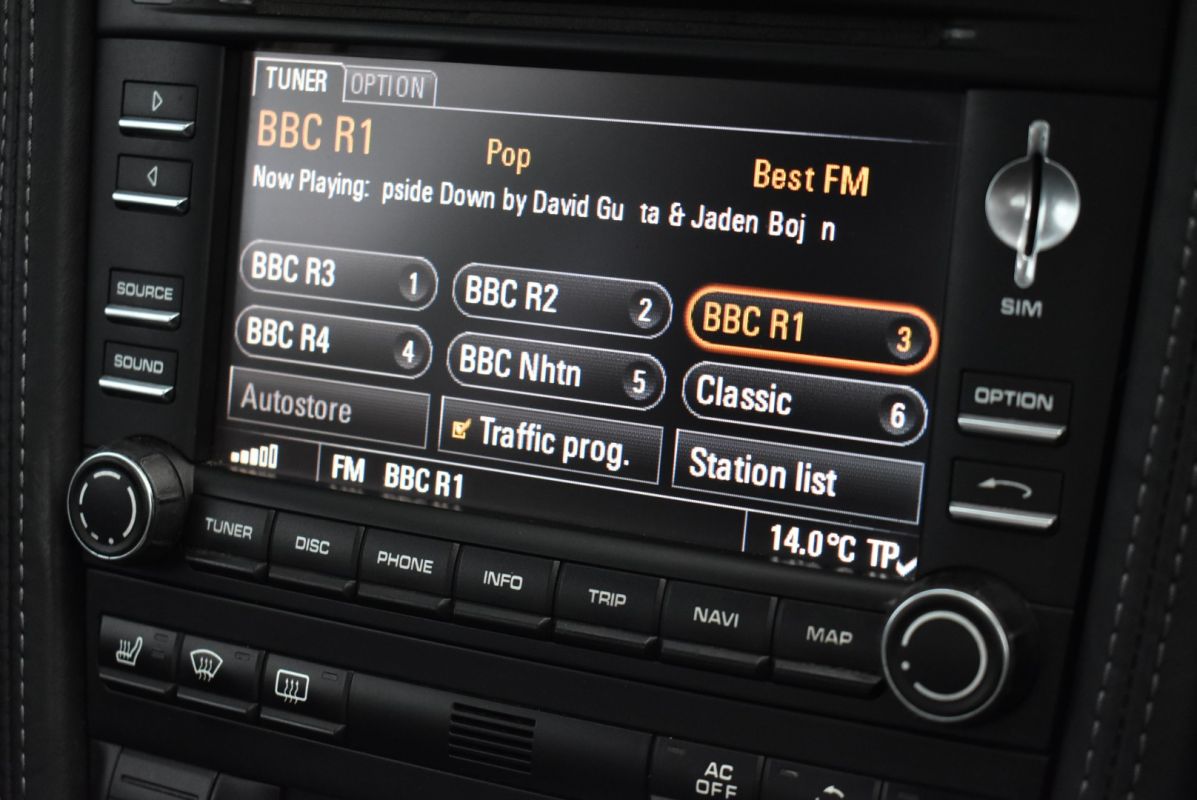 TUNER OPTION
BBC R1 Pop Best FM
Now Playing: pside Down by David Gu ta & Jaden Boj n
BBC R3 1 BBC R2 2 BBC R1 3
BBC R4 4 BBC Nhtn 5 Classic 6
Autostore Traffic prog. Station list
FM BBC R1
14.0°C TP
SOURCE
SOUND
SIM
OPTION
TUNER DISC PHONE INFO TRIP NAVI MAP
AC
OFF